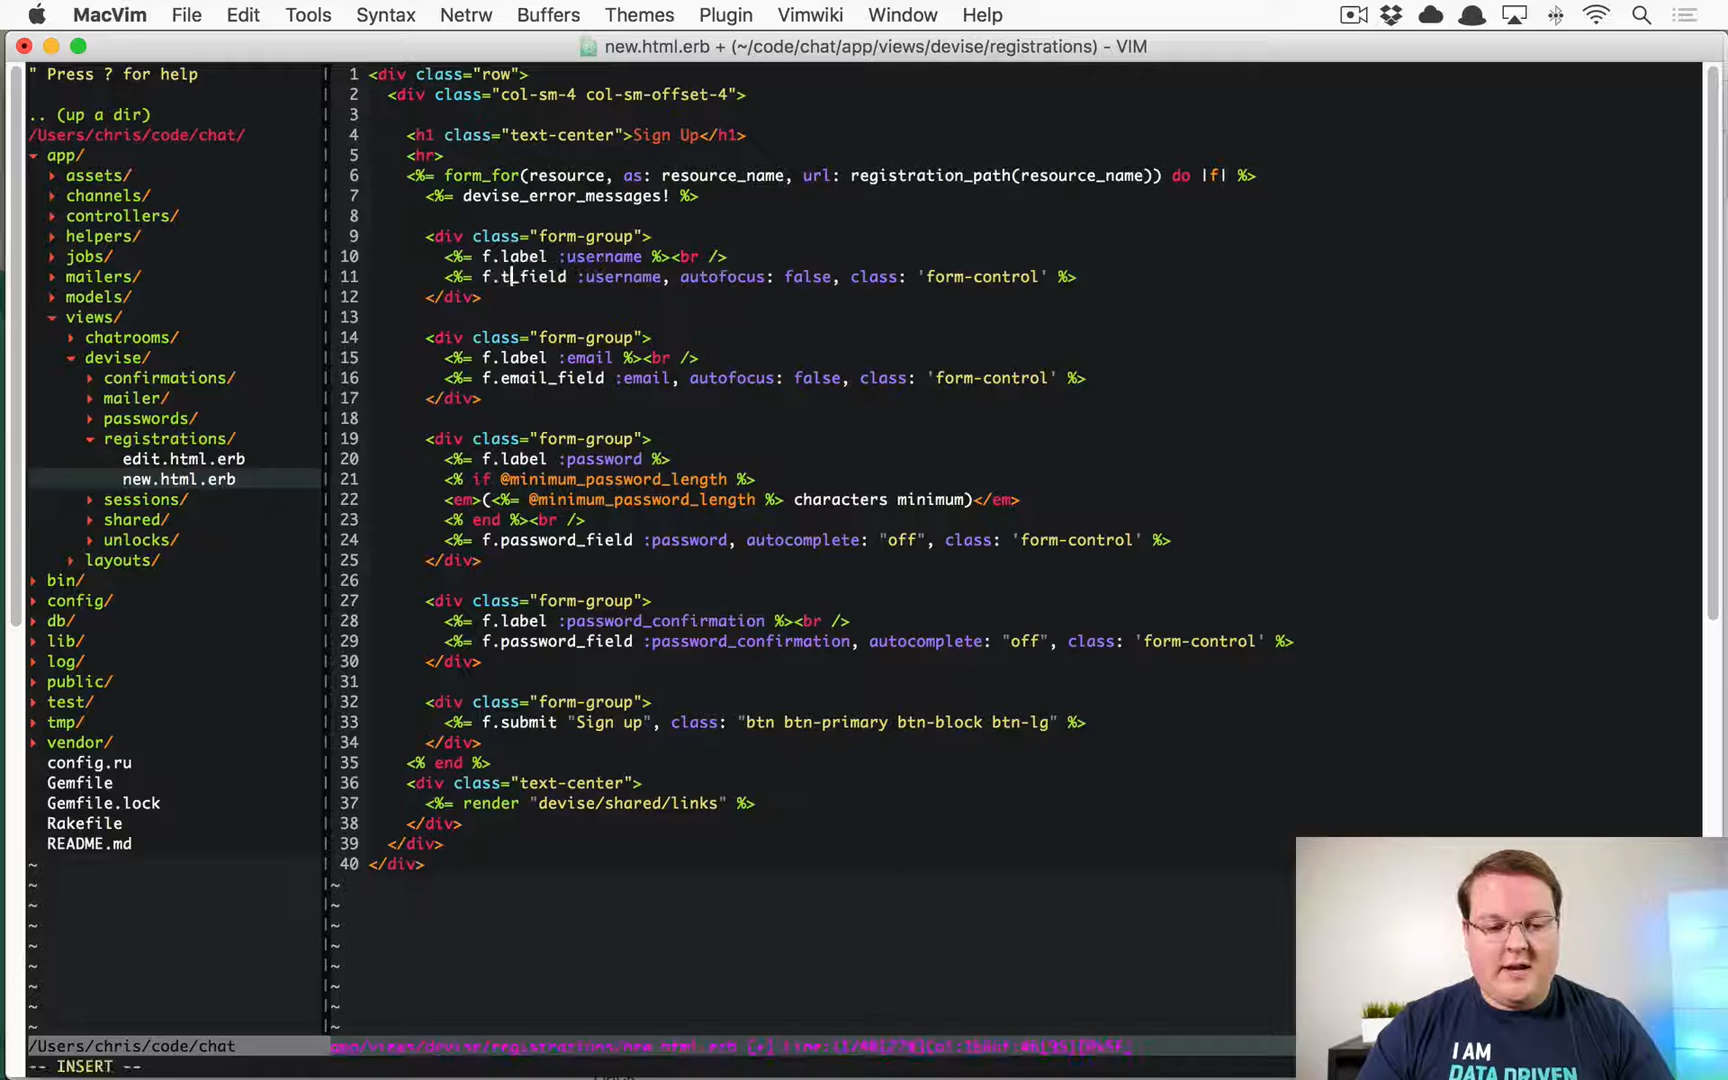 MacVim File Edit Tools Syntax Netrw Buffers Themes Plugin Vimwiki Window Help
new.html.erb + (~/code/chat/app/views/devise/registrations) - VIM
" Press ? for help
.. (up a dir)
/Users/chris/code/chat/
app/
assets/
channels/
controllers/
helpers/
jobs/
mailers/
models/
views/
chatrooms/
devise/
confirmations/
mailer/
passwords/
registrations/
edit.html.erb
new.html.erb
sessions/
shared/
unlocks/
layouts/
bin/
config/
db/
lib/
log/
public/
test/
tmp/
vendor/
config.ru
Gemfile
Gemfile.lock
Rakefile
README.md
~
~
~
~
~
~
~
~
~
/Users/chris/code/chat
1 <div class="row">
2 <div class="col-sm-4 col-sm-offset-4">
3
4 <h1 class="text-center">Sign Up</h1>
5 <hr>
6 <%= form_for(resource, as: resource_name, url: registration_path(resource_name)) do |f| %>
7 <%= devise_error_messages! %>
8
9 <div class="form-group">
10 <%= f.label :username %><br />
11 <%= f.t_field :username, autofocus: false, class: 'form-control' %>
12 </div>
13
14 <div class="form-group">
15 <%= f.label :email %><br />
16 <%= f.email_field :email, autofocus: false, class: 'form-control' %>
17 </div>
18
19 <div class="form-group">
20 <%= f.label :password %>
21 <% if @minimum_password_length %>
22 <em>(<%= @minimum_password_length %> characters minimum)</em>
23 <% end %><br />
24 <%= f.password_field :password, autocomplete: "off", class: 'form-control' %>
25 </div>
26
27 <div class="form-group">
28 <%= f.label :password_confirmation %><br />
29 <%= f.password_field :password_confirmation, autocomplete: "off", class: 'form-control' %>
30 </div>
31
32 <div class="form-group">
33 <%= f.submit "Sign up", class: "btn btn-primary btn-block btn-lg" %>
34 </div>
35 <% end %>
36 <div class="text-center">
37 <%= render "devise/shared/links" %>
38 </div>
39 </div>
40 </div>
~
~
~
~
~
~
~
~
app/views/devise/registrations/new.html.erb [+]
-- INSERT --
I AM
DATA DRIVEN